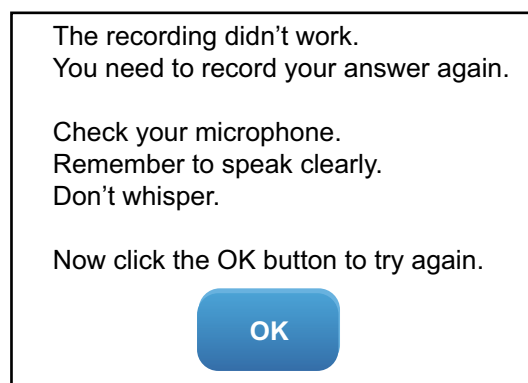 The recording didn’t work.
You need to record your answer again.
Check your microphone.
Remember to speak clearly.
Don’t whisper.
Now click the OK button to try again.
OK